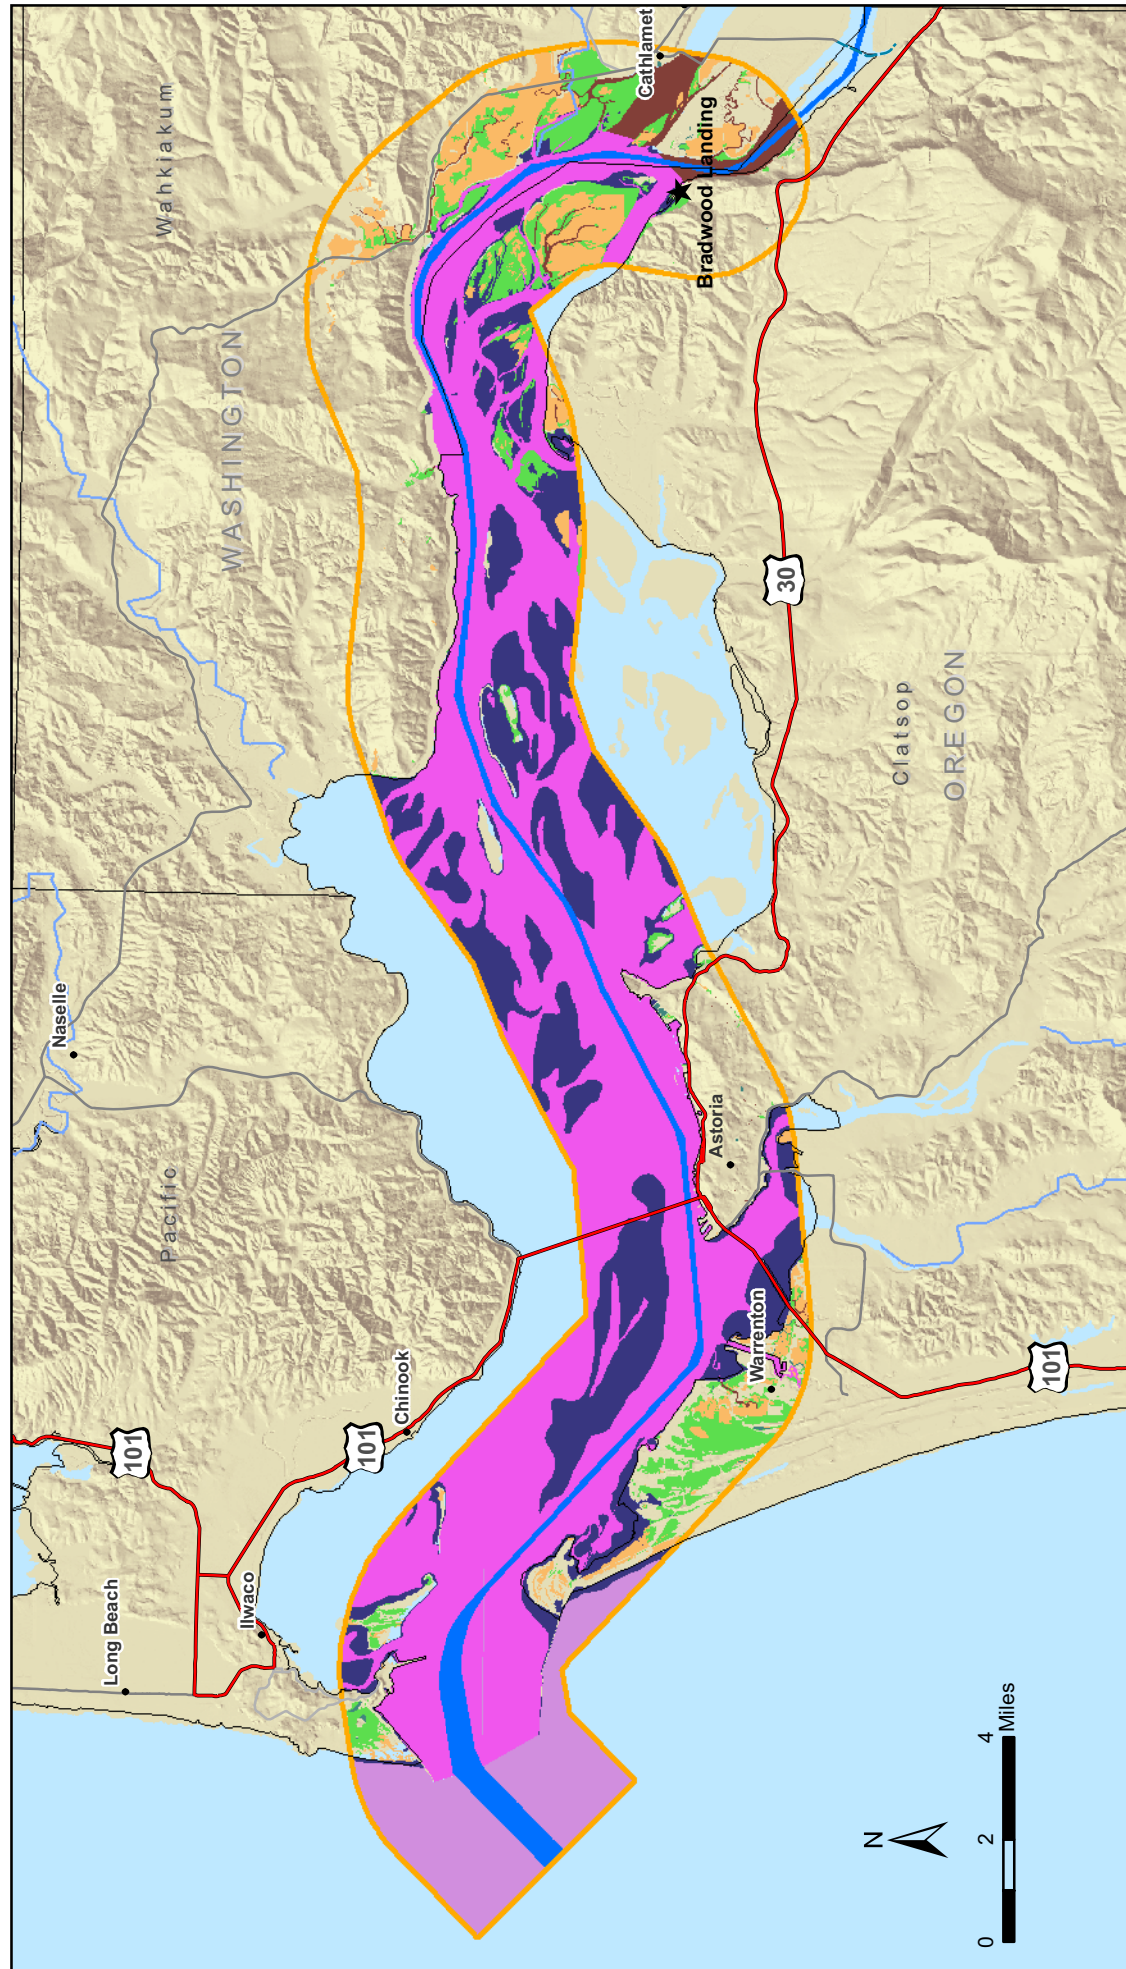 Long Beach
Ilwaco
101
101
Chinook
Pacific
Naselle
WASHINGTON
Wahkiakum
Cathlamet
Bradwood Landing
Warrenton
Astoria
101
30
Clatsop
OREGON
N
0 2 4
Miles